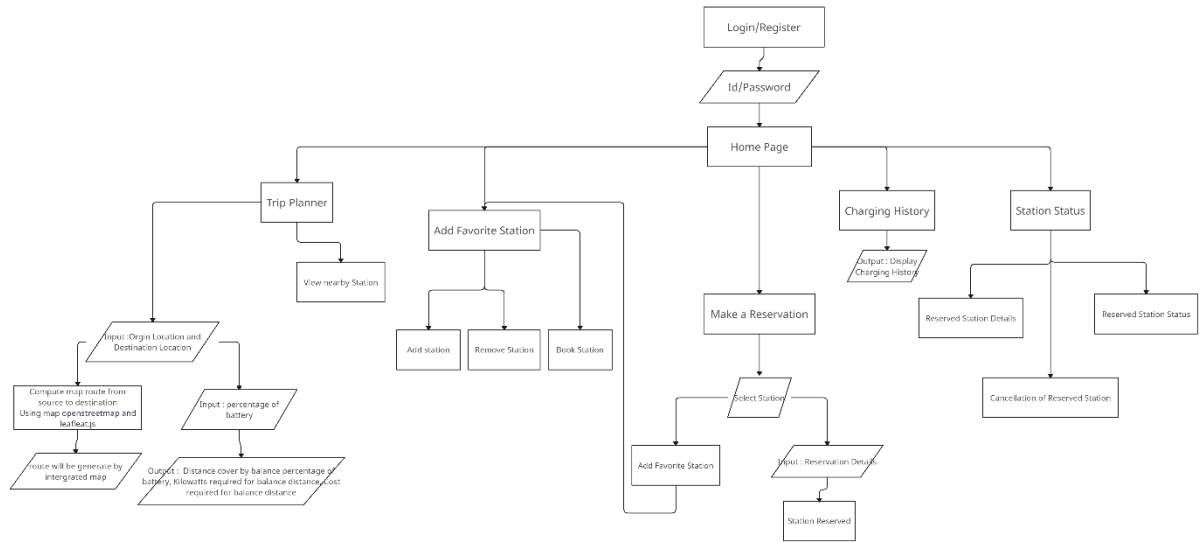 Login/Register
Id/Password
Home Page
Trip Planner
Add Favorite Station
Charging History
Station Status
View nearby Station
Output : Display
Charging History
Make a Reservation
Reserved Station Details
Reserved Station Status
Input :Orgin Location and
Destination Location
Add station
Remove Station
Book Station
Cancellation of Reserved Station
Compute map route from
source to destination
Using map openstreetmap and
leafleat.js
Input : percentage of
battery
Select Station
route will be generate by
intergrated map
Output : Distance cover by balance percentage of
battery, Kilowatts required for balance distance, Cost
required for balance distance
Add Favorite Station
Input : Reservation Details
Station Reserved